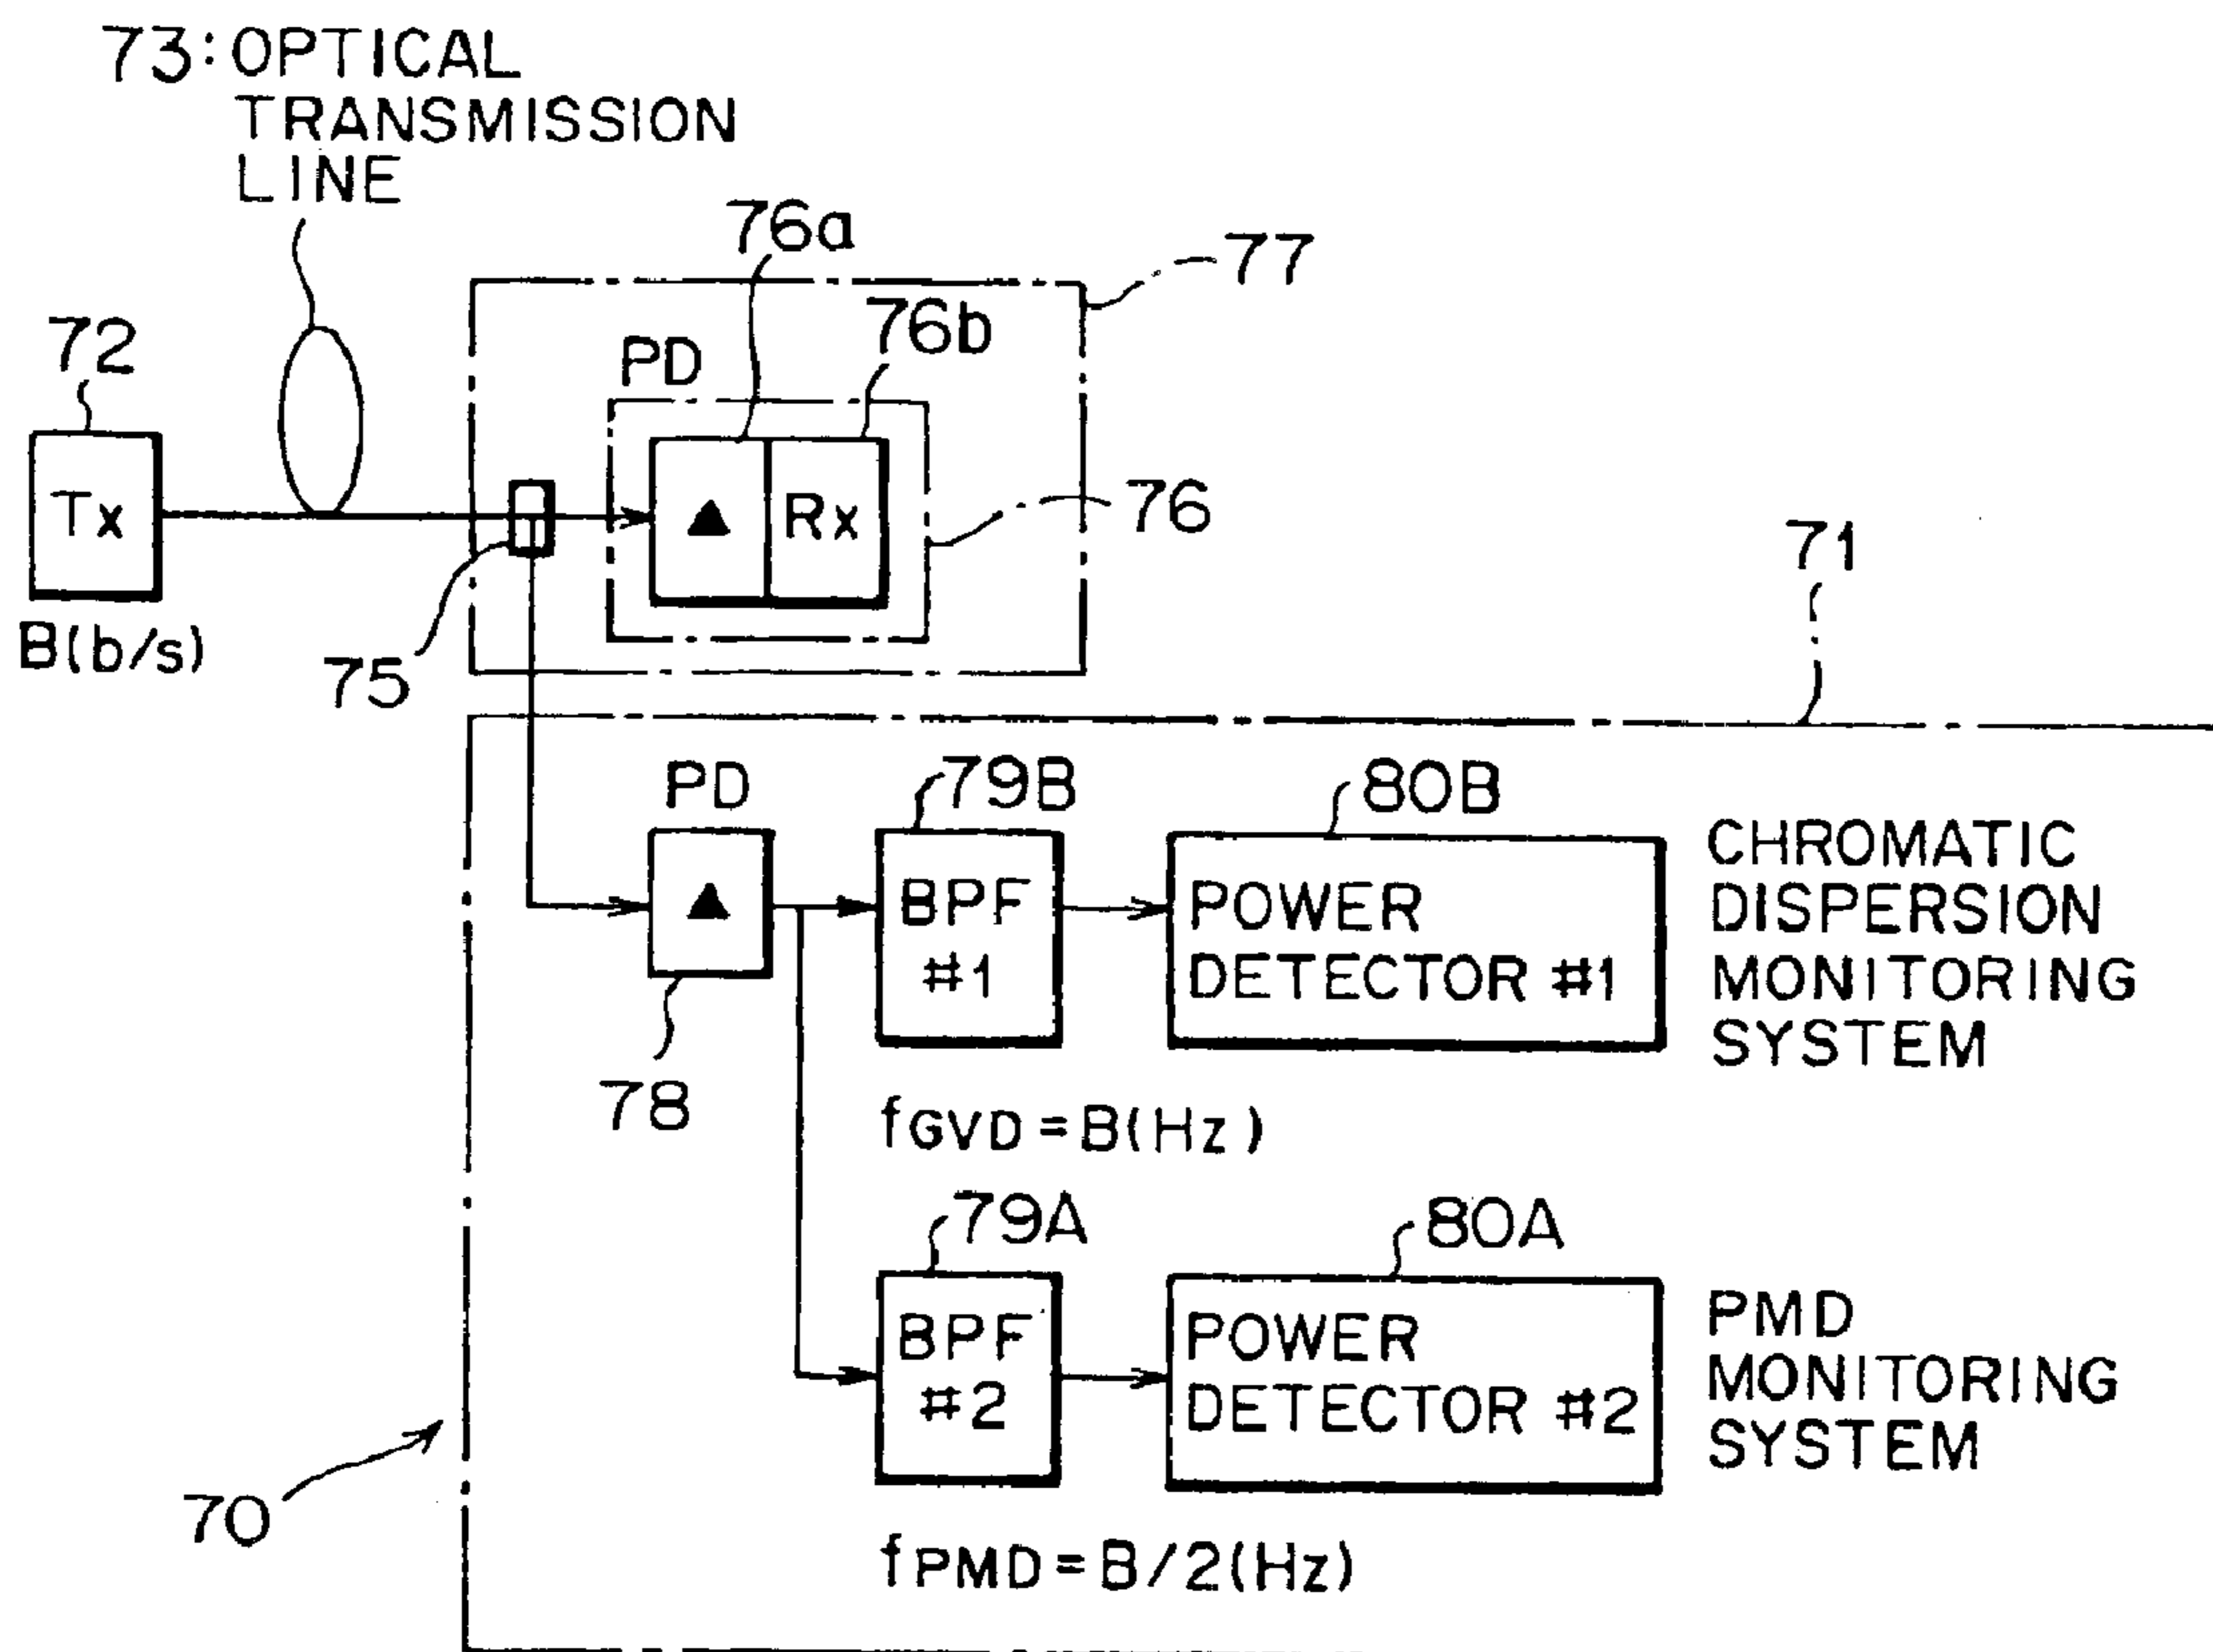 73: OPTICAL
TRANSMISSION
LINE
76a
77
72
PD
76b
Tx
Rx
76
B(b/s)
75
71
PD
79B
80B
BPF
#1
POWER
DETECTOR #1
CHROMATIC
DISPERSION
MONITORING
SYSTEM
78
fGVD = B(Hz)
79A
80A
BPF
#2
POWER
DETECTOR #2
PMD
MONITORING
SYSTEM
70
fPMD = B/2(Hz)